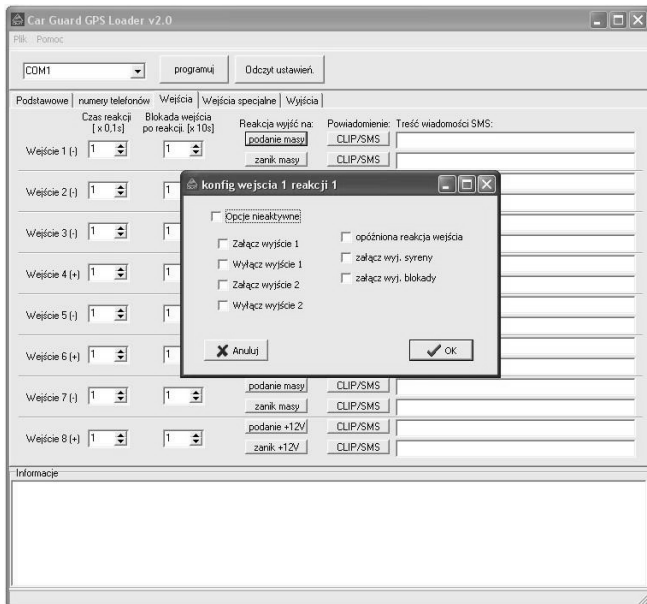 Car Guard GPS Loader v2.0
Plik Pomoc
COM1 programuj Odczyt ustawień.
Podstawowe numery telefonów Wejścia Wejścia specjalne Wyjścia
Czas reakcji [ x 0,1s] Blokada wejścia po reakcji. [x 10s] Reakcja wyjść na: Powiadomienie: Treść wiadomości SMS:
Wejście 1 (-) 1 1 podanie masy CLIP/SMS
zanik masy CLIP/SMS
Wejście 2 (-) 1 1
Wejście 3 (-) 1 1
Wejście 4 (+) 1 1
Wejście 5 (-) 1 1
Wejście 6 (+) 1 1
konfig wejscia 1 reakcji 1
Opcje nieaktywne
Załącz wyjście 1
Wyłącz wyjście 1
Załącz wyjście 2
Wyłącz wyjście 2
opóźniona reakcja wejścia
załącz wyj. syreny
załącz wyj. blokady
Anuluj OK
Wejście 7 (-) 1 1 podanie masy CLIP/SMS
zanik masy CLIP/SMS
Wejście 8 (+) 1 1 podanie +12V CLIP/SMS
zanik +12V CLIP/SMS
Informacje